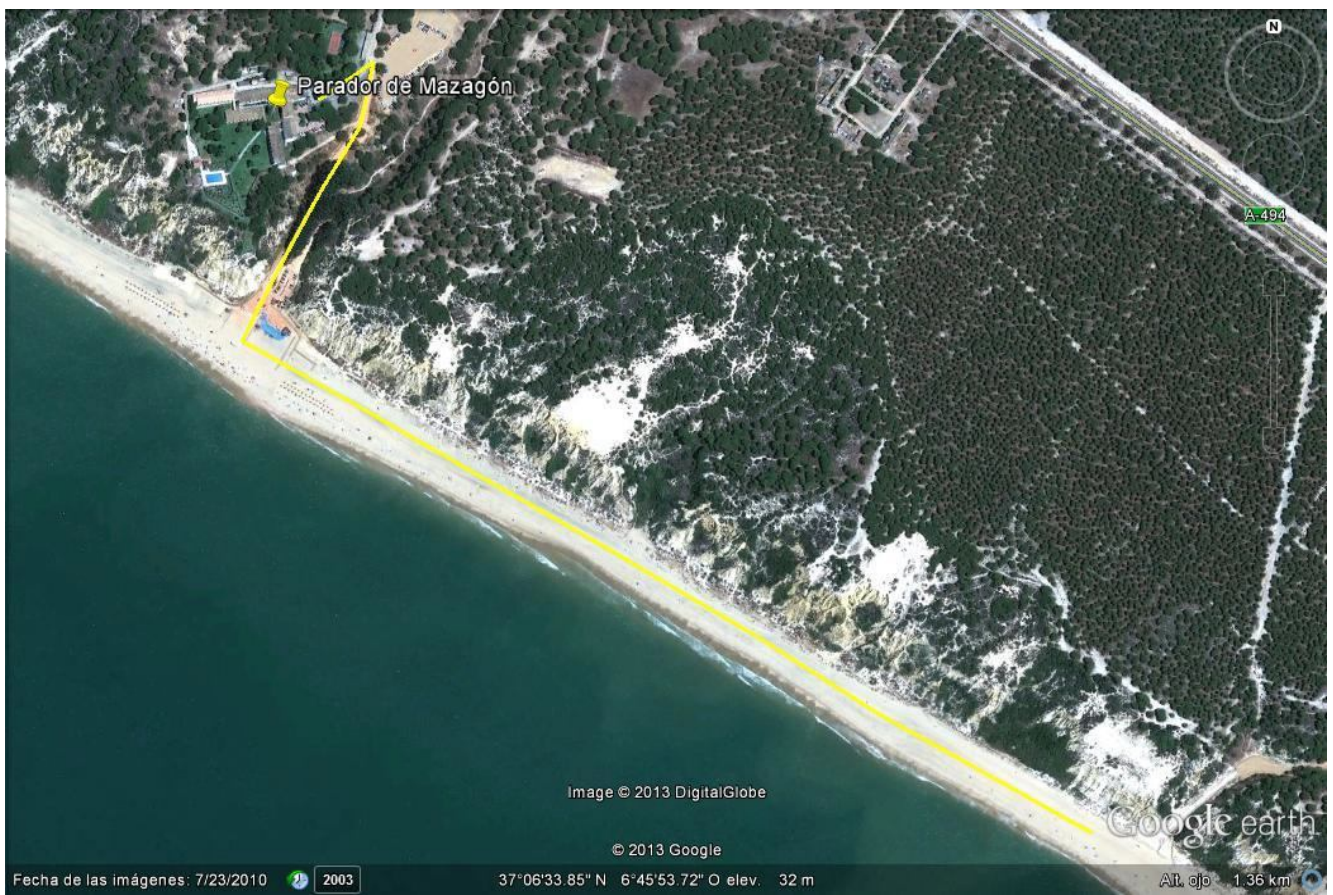 N
Parador de Mazagón
A-494
Image © 2013 DigitalGlobe
Google earth
© 2013 Google
Fecha de las imágenes: 7/23/2010 2003 37°06'33.85" N 6°45'53.72" O elev. 32 m Alt. ojo 1,36 km